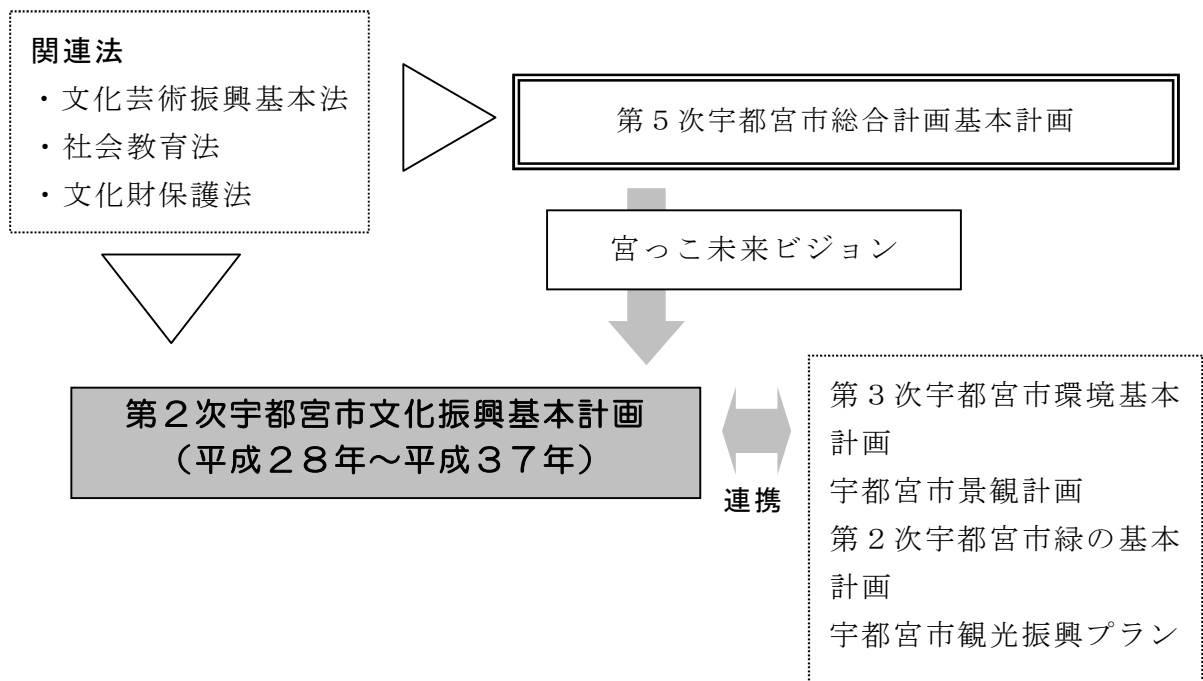 関連法
・文化芸術振興基本法
・社会教育法
・文化財保護法
第５次宇都宮市総合計画基本計画
宮っこ未来ビジョン
第２次宇都宮市文化振興基本計画
（平成２８年～平成３７年）
連携
第３次宇都宮市環境基本
計画
宇都宮市景観計画
第２次宇都宮市緑の基本
計画
宇都宮市観光振興プラン